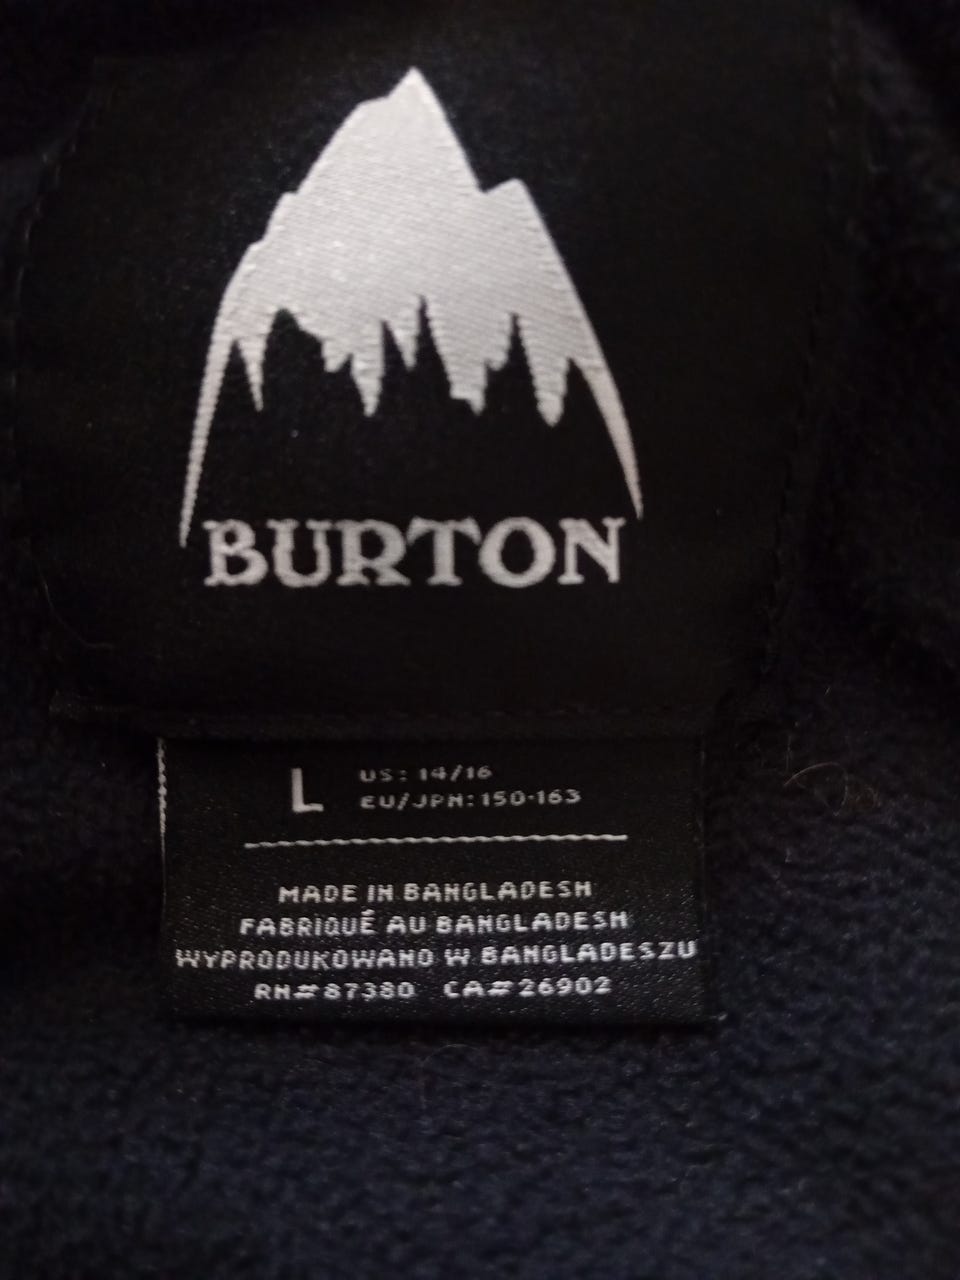 BURTON
L US: 14/16
EU/JPN: 150-163
MADE IN BANGLADESH
FABRIQUÉ AU BANGLADESH
WYPRODUKOWANO W BANGLADESZU
RN#87380 CA#26902